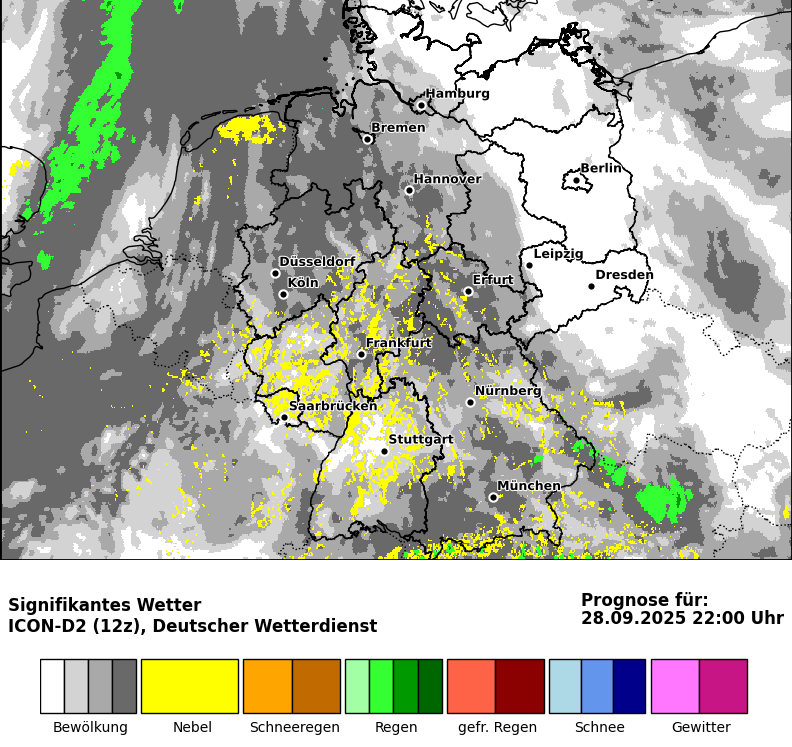 Hamburg
Bremen
Berlin
Hannover
Leipzig
Düsseldorf
Dresden
Köln
Erfurt
Frankfurt
Nürnberg
Saarbrücken
Stuttgart
München
Signifikantes Wetter
ICON-D2 (12z), Deutscher Wetterdienst
Prognose für:
28.09.2025 22:00 Uhr
Bewölkung Nebel Schneeregen Regen gefr. Regen Schnee Gewitter